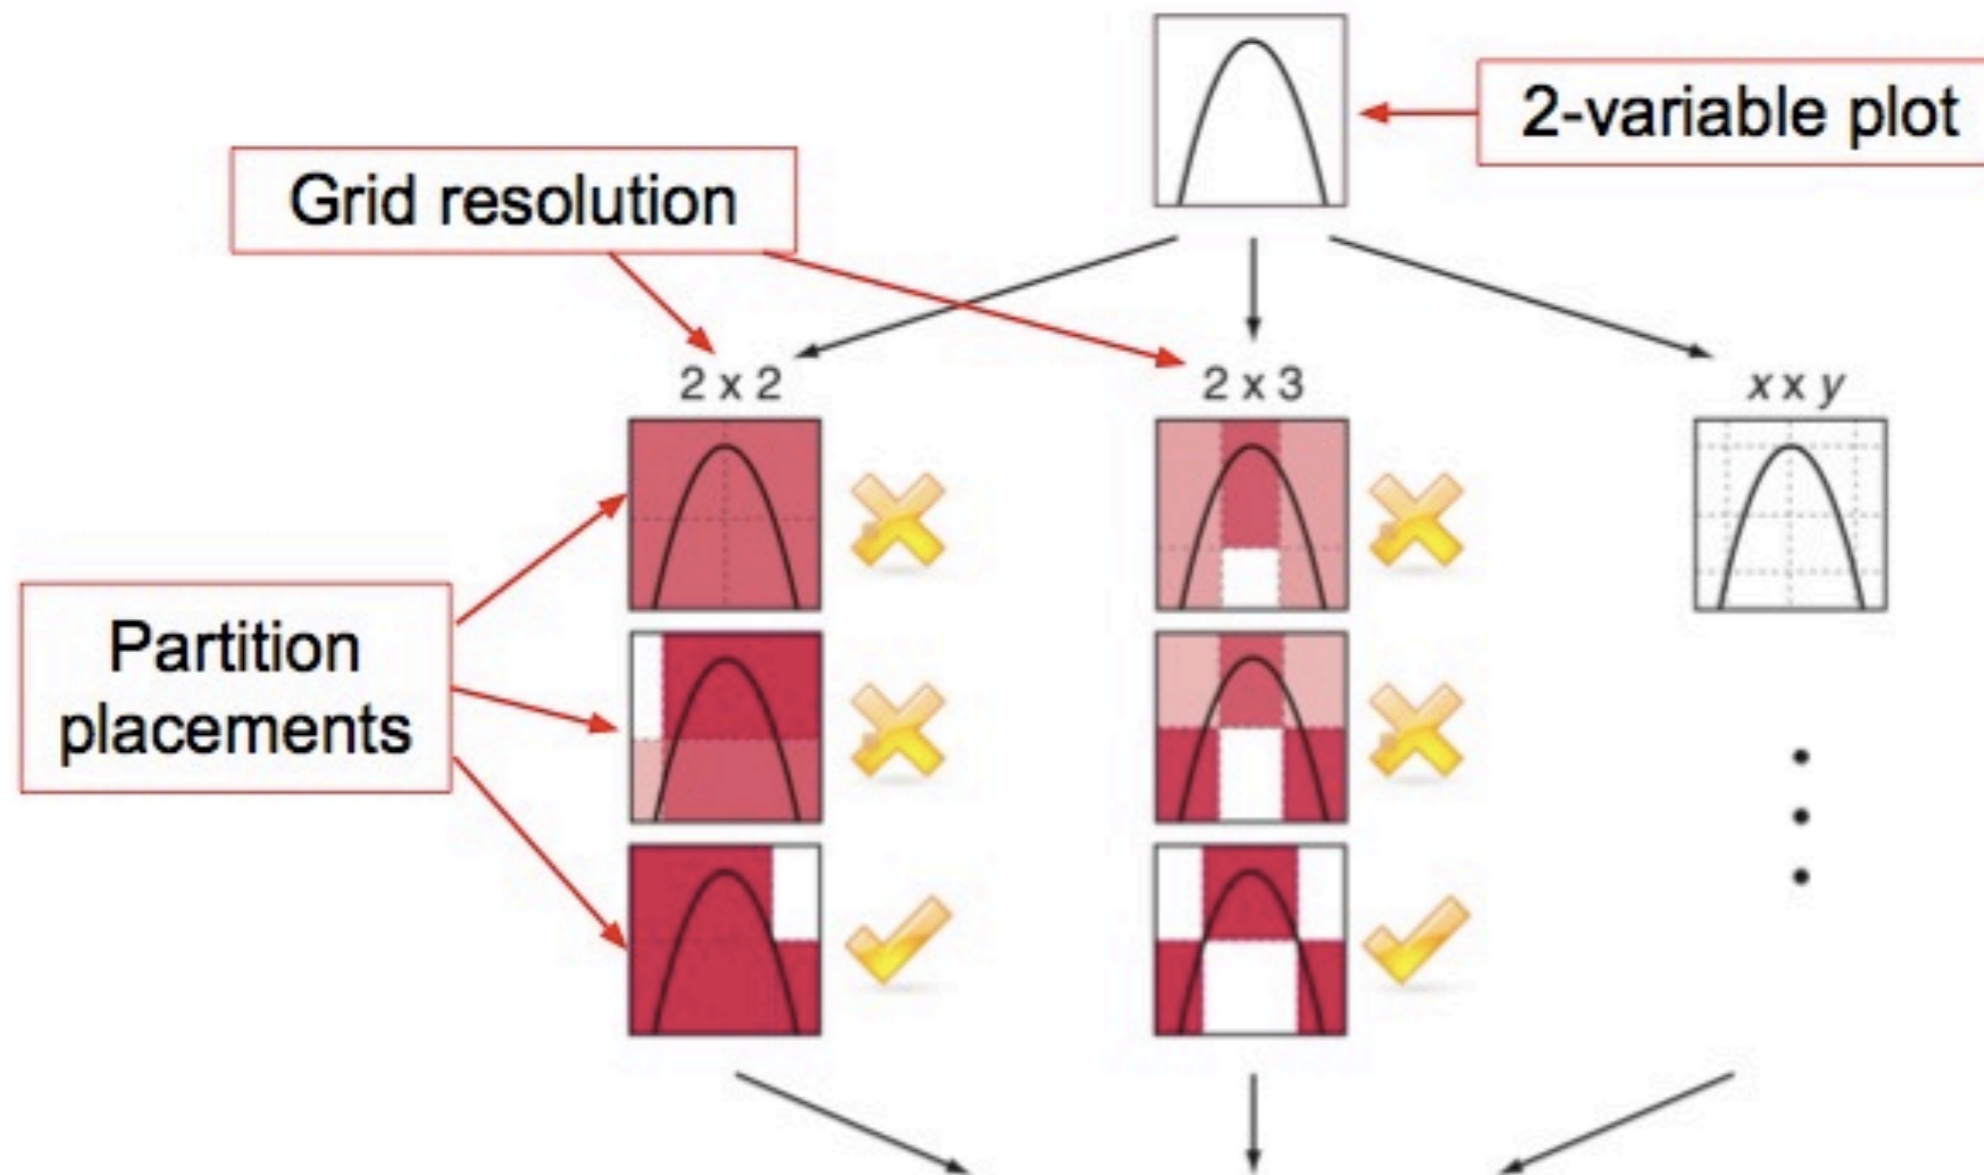 2-variable plot
Grid resolution
2 x 2
2 x 3
x x y
Partition
placements